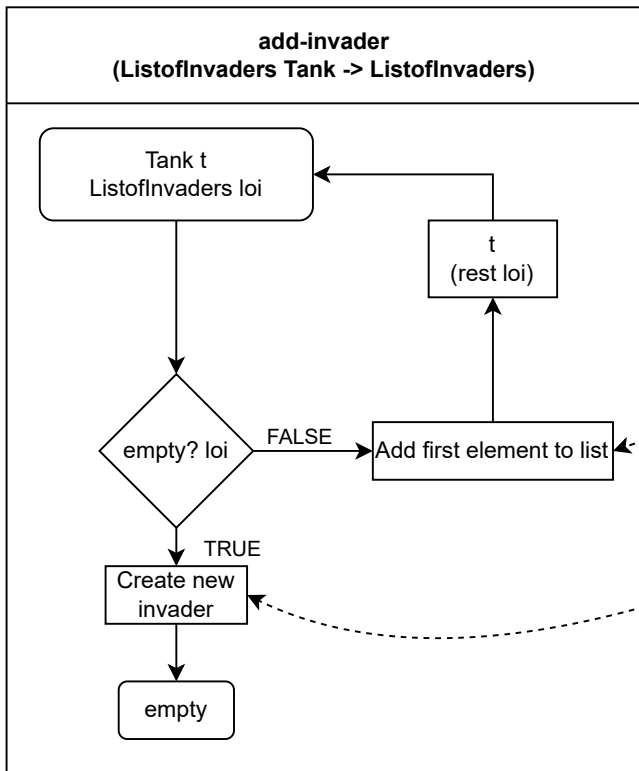 add-invader
(ListofInvaders Tank -> ListofInvaders)
Tank t
ListofInvaders loi
t
(rest loi)
empty? loi
FALSE
Add first element to list
TRUE
Create new
invader
empty